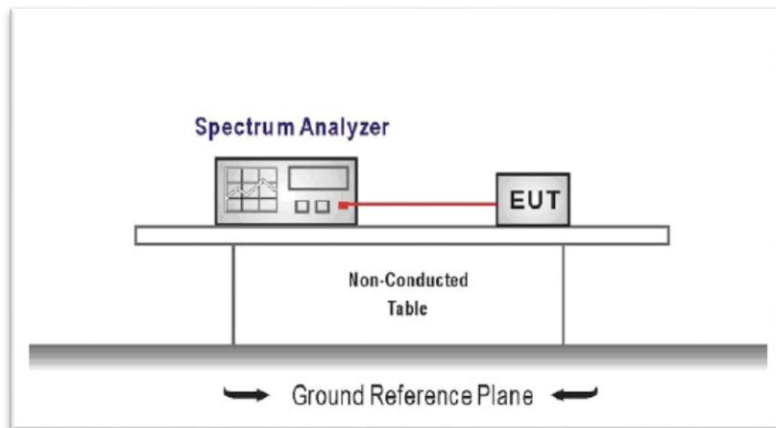 Spectrum Analyzer
EUT
Non-Conducted
Table
Ground Reference Plane